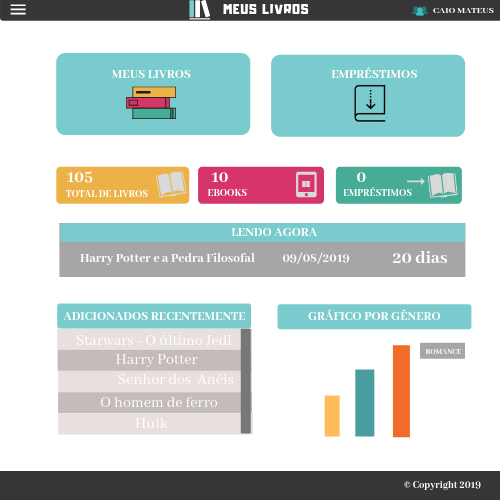 MEUS LIVROS
CAIO MATEUS
MEUS LIVROS
EMPRÉSTIMOS
105
TOTAL DE LIVROS
10
EBOOKS
0
EMPRÉSTIMOS
LENDO AGORA
Harry Potter e a Pedra Filosofal 09/08/2019 20 dias
ADICIONADOS RECENTEMENTE
Starwars - O último Jedi
Harry Potter
Senhor dos Anéis
O homem de ferro
Hulk
GRÁFICO POR GÊNERO
ROMANCE
© Copyright 2019